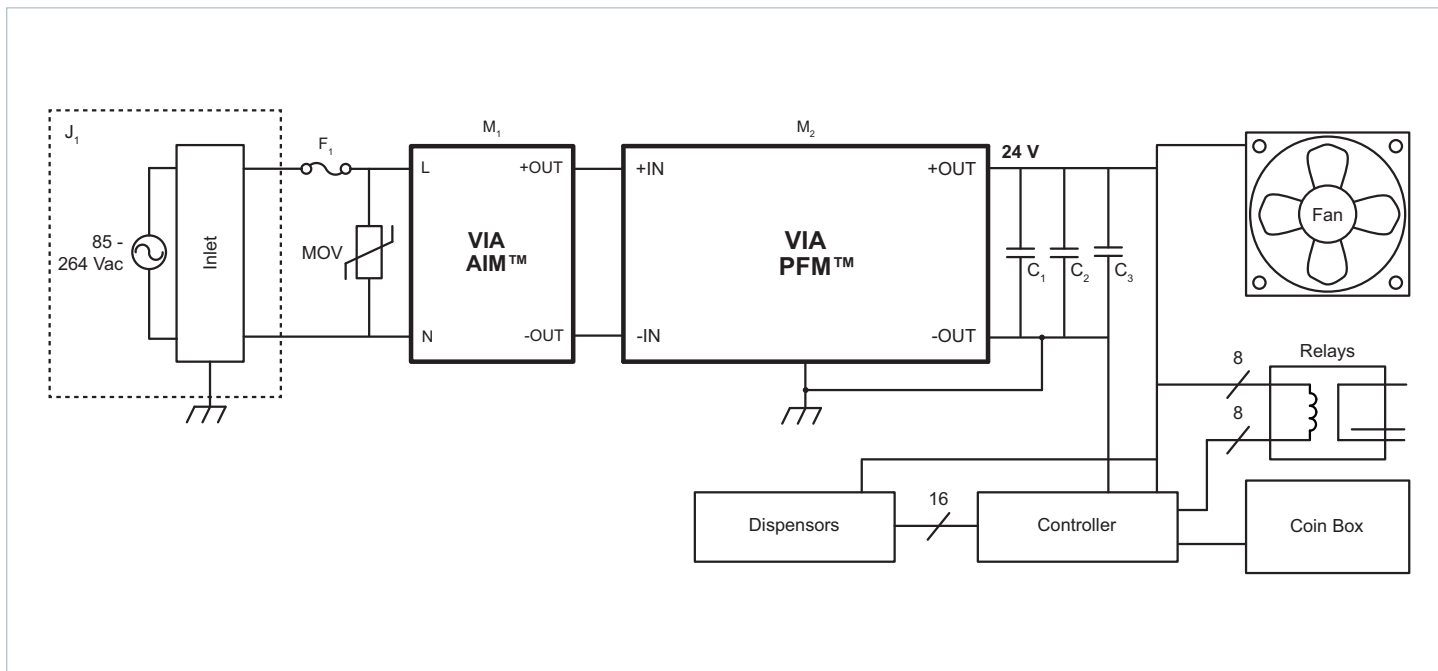 J1
85 -
264 Vac
Inlet
F1
MOV
M1
L
+OUT
VIA
AIM™
N
-OUT
M2
+IN
+OUT
VIA
PFM™
-IN
-OUT
24 V
C1
C2
C3
Fan
Relays
8
8
Dispensors
16
Controller
Coin Box